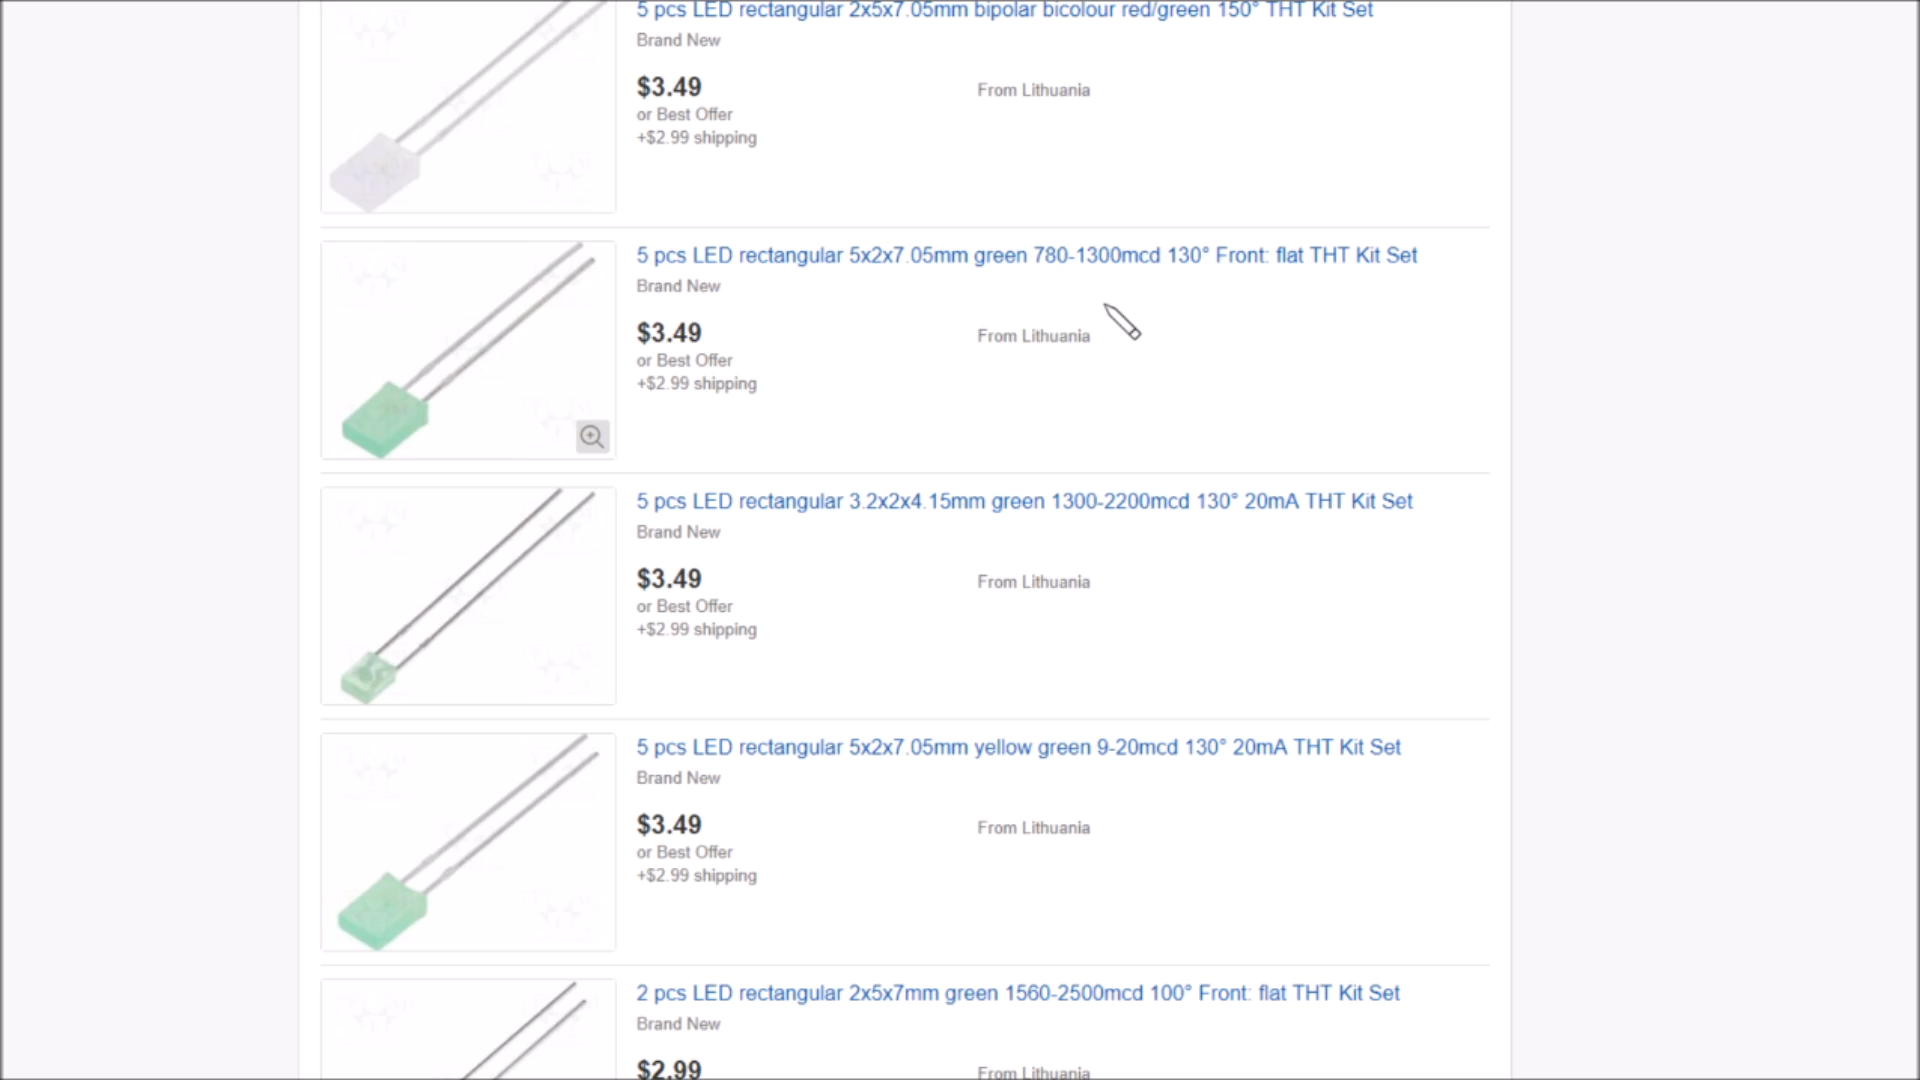 5 pcs LED rectangular 2x5x7.05mm bipolar bicolour red/green 150° THT Kit Set
Brand New
$3.49
From Lithuania
or Best Offer
+$2.99 shipping
5 pcs LED rectangular 5x2x7.05mm green 780-1300mcd 130° Front: flat THT Kit Set
Brand New
$3.49
From Lithuania
or Best Offer
+$2.99 shipping
5 pcs LED rectangular 3.2x2x4.15mm green 1300-2200mcd 130° 20mA THT Kit Set
Brand New
$3.49
From Lithuania
or Best Offer
+$2.99 shipping
5 pcs LED rectangular 5x2x7.05mm yellow green 9-20mcd 130° 20mA THT Kit Set
Brand New
$3.49
From Lithuania
or Best Offer
+$2.99 shipping
2 pcs LED rectangular 2x5x7mm green 1560-2500mcd 100° Front: flat THT Kit Set
Brand New
$2.99
From Lithuania